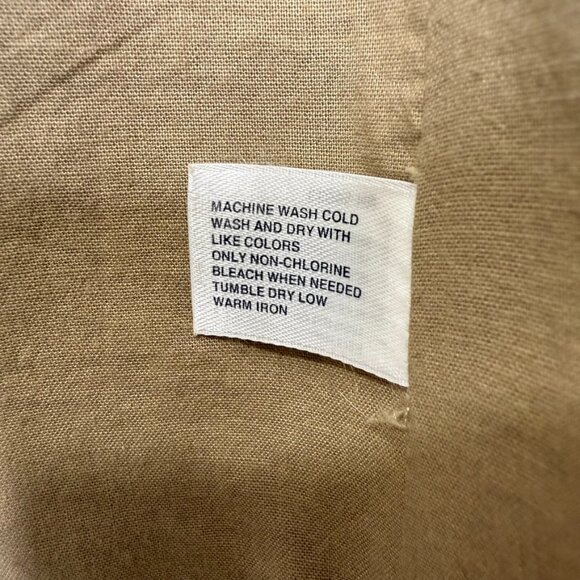 MACHINE WASH COLD
WASH AND DRY WITH
LIKE COLORS
ONLY NON-CHLORINE
BLEACH WHEN NEEDED
TUMBLE DRY LOW
WARM IRON